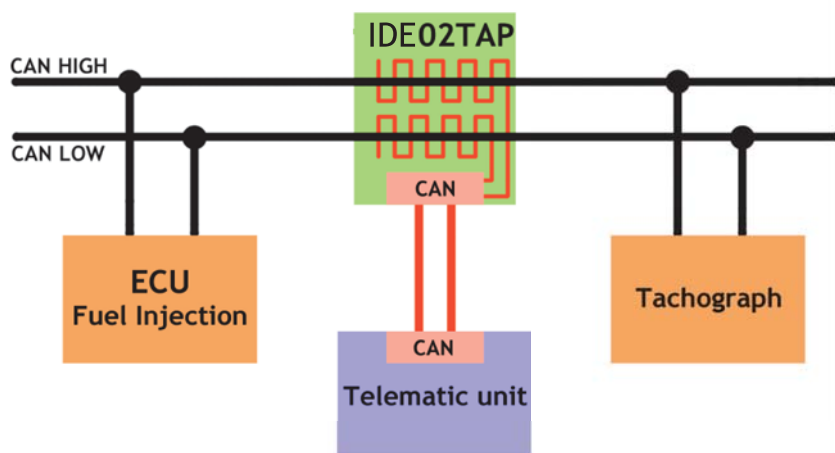 IDE02TAP
CAN HIGH
CAN LOW
CAN
ECU
Fuel Injection
Tachograph
CAN
Telematic unit